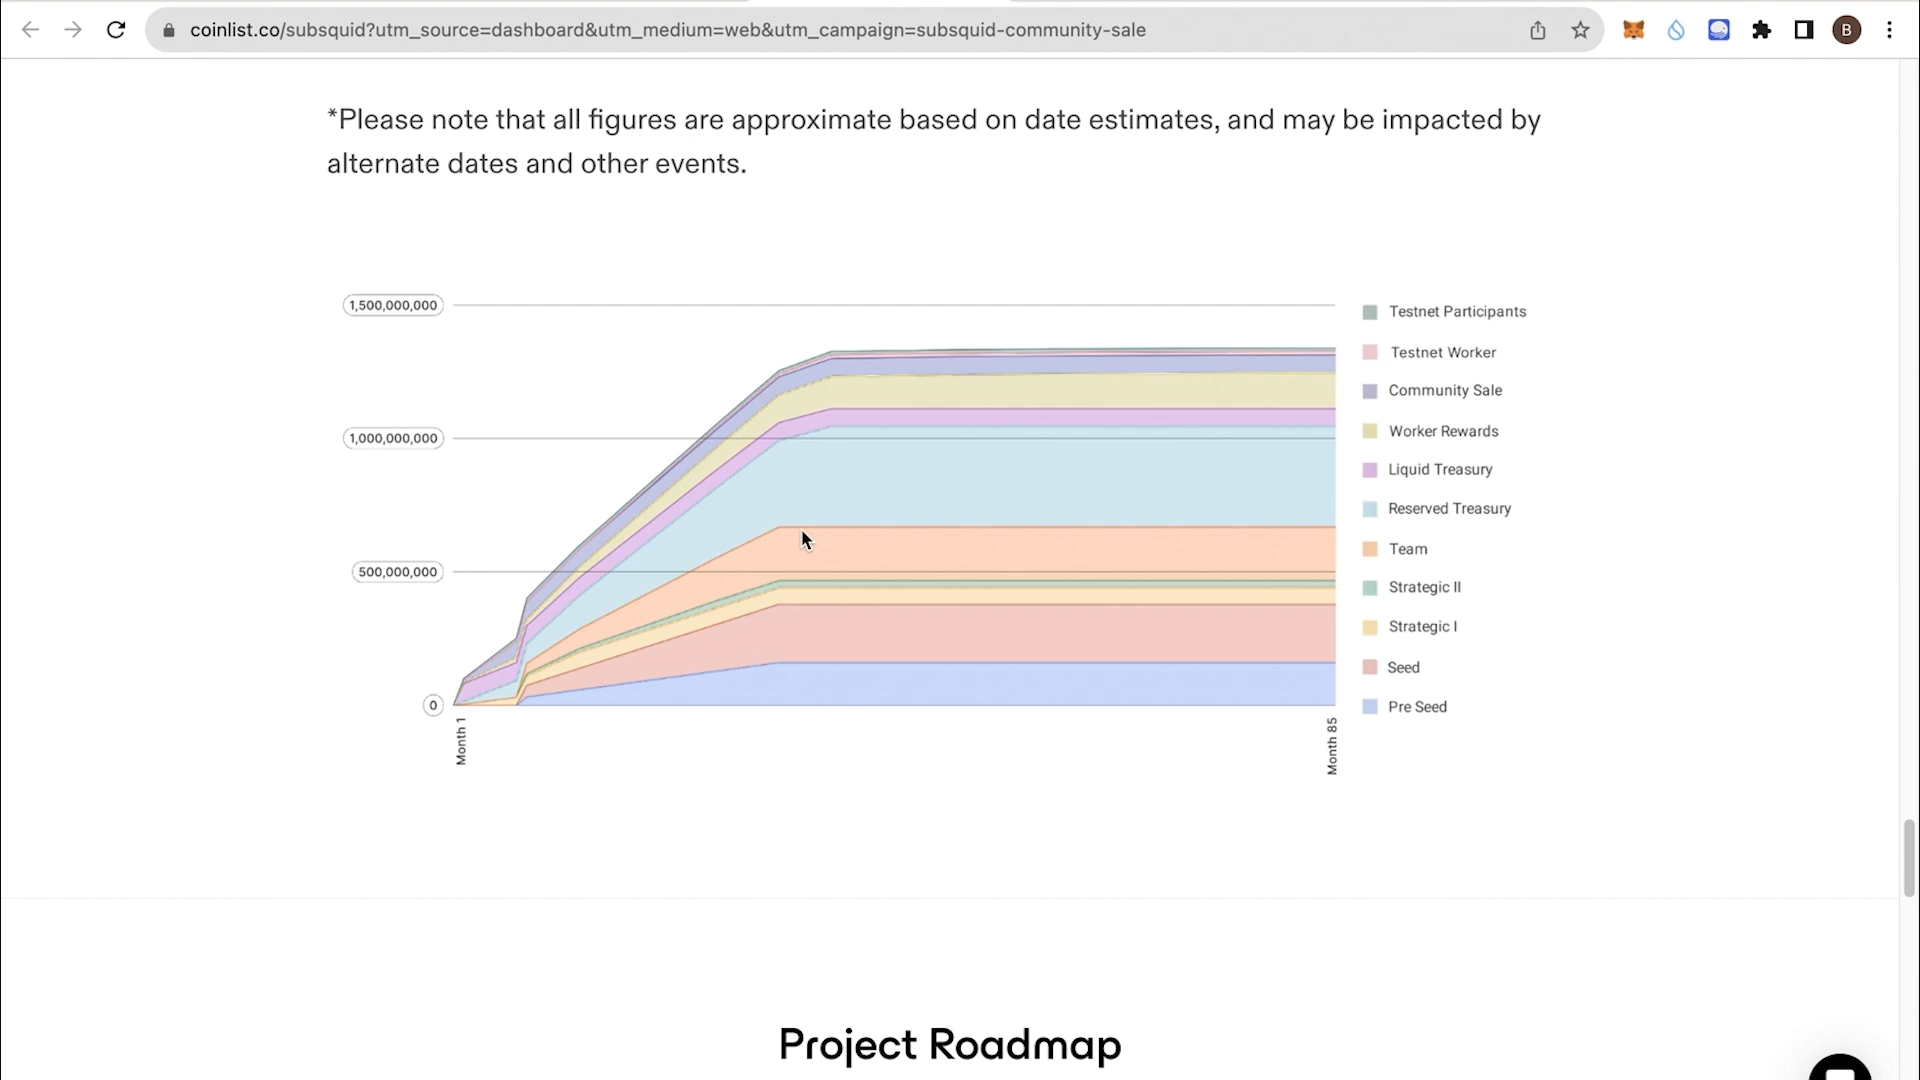 coinlist.co/subsquid?utm_source=dashboard&utm_medium=web&utm_campaign=subsquid-community-sale
B
*Please note that all figures are approximate based on date estimates, and may be impacted by
alternate dates and other events.
1,500,000,000
1,000,000,000
500,000,000
0
Month 1
Month 85
Testnet Participants
Testnet Worker
Community Sale
Worker Rewards
Liquid Treasury
Reserved Treasury
Team
Strategic II
Strategic I
Seed
Pre Seed
Project Roadmap